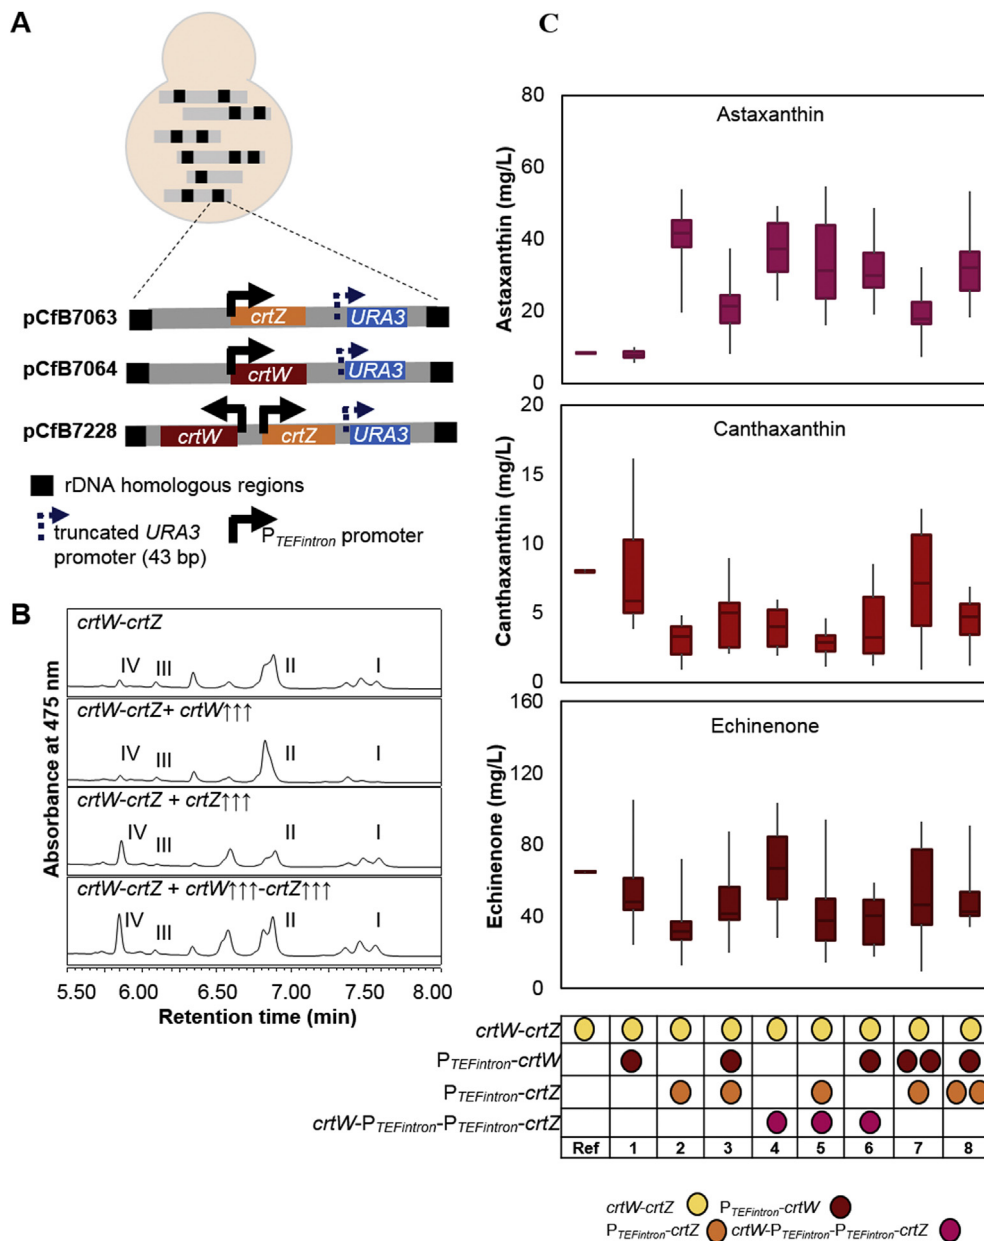 A
pCfB7063
crtZ
URA3
pCfB7064
crtW
URA3
pCfB7228
crtW
crtZ
URA3
rDNA homologous regions
truncated URA3
promoter (43 bp)
PTEFintron promoter
B
Absorbance at 475 nm
crtW-crtZ
IV III II I
crtW-crtZ+ crtW↑↑↑
IV III II I
crtW-crtZ + crtZ↑↑↑
IV III II I
crtW-crtZ + crtW↑↑↑-crtZ↑↑↑
IV III II I
5.50 6.00 6.50 7.00 7.50 8.00
Retention time (min)
C
Astaxanthin (mg/L)
Astaxanthin
80
60
40
20
0
Canthaxanthin (mg/L)
Canthaxanthin
20
15
10
5
0
Echinenone (mg/L)
Echinenone
160
120
80
40
0
crtW-crtZ
PTEFintron-crtW
PTEFintron-crtZ
crtW-PTEFintron-PTEFintron-crtZ
Ref 1 2 3 4 5 6 7 8
crtW-crtZ PTEFintron-crtW
PTEFintron-crtZ crtW-PTEFintron-PTEFintron-crtZ